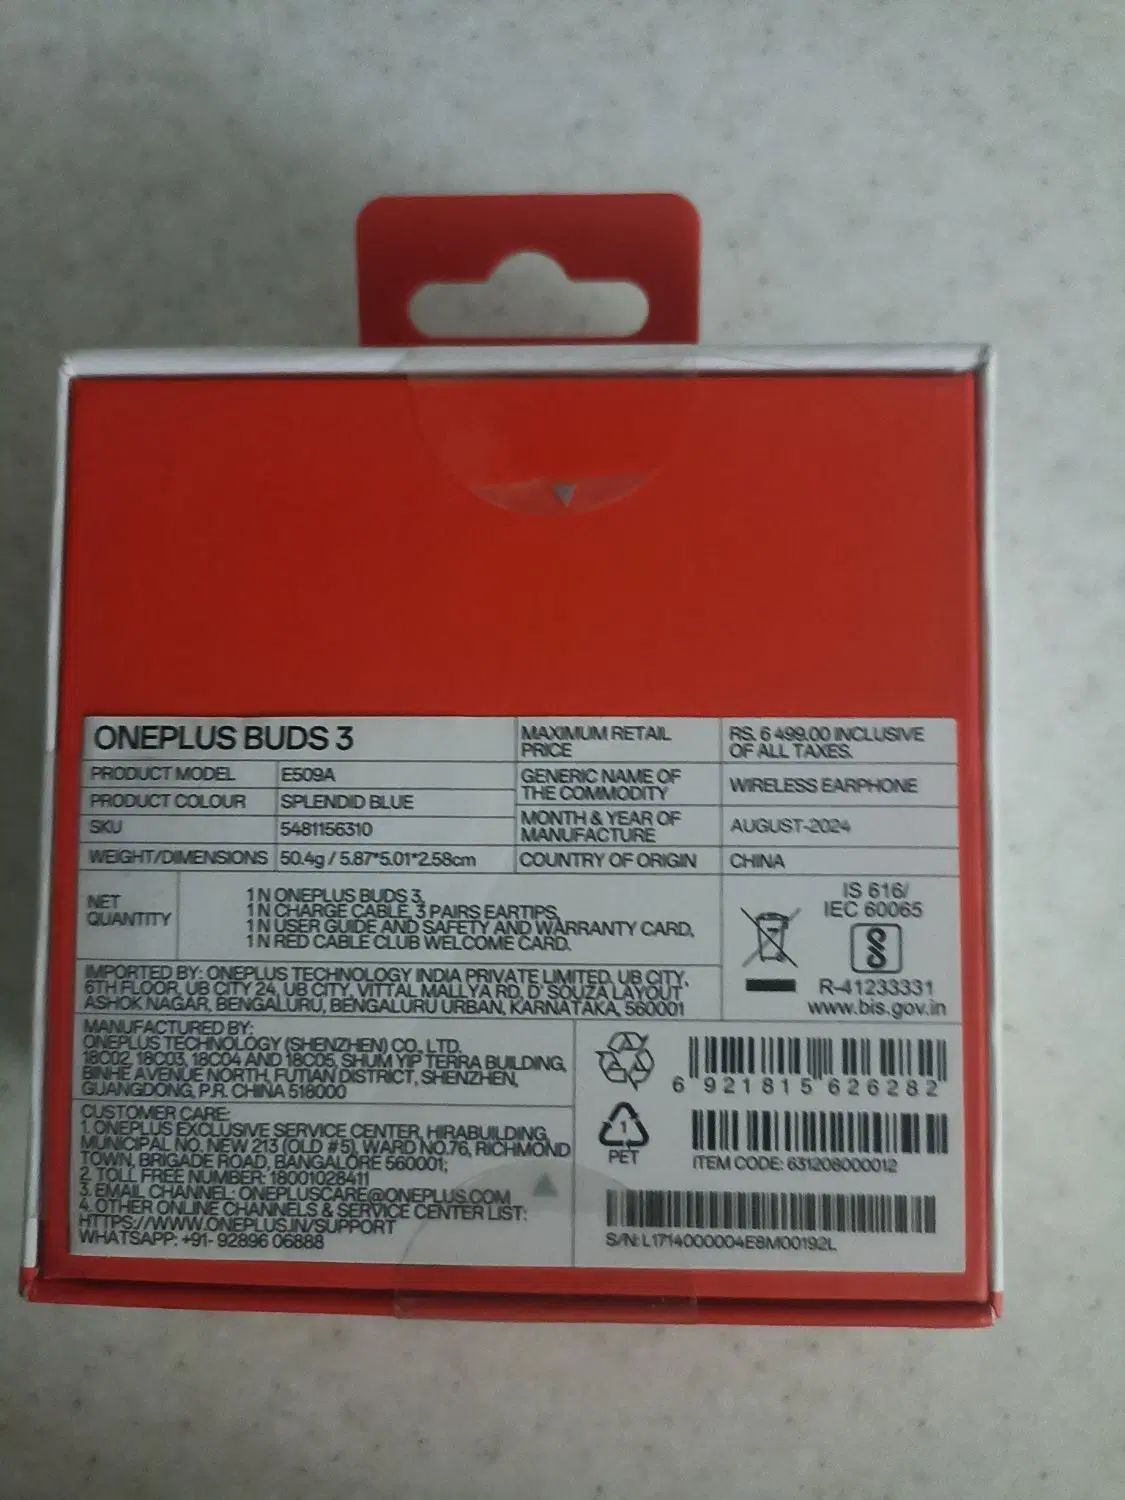 ONEPLUS BUDS 3
MAXIMUM RETAIL
PRICE
RS. 6 499.00 INCLUSIVE
OF ALL TAXES.
PRODUCT MODEL
E509A
GENERIC NAME OF
THE COMMODITY
WIRELESS EARPHONE
PRODUCT COLOUR
SPLENDID BLUE
SKU
5481156310
MONTH & YEAR OF
MANUFACTURE
AUGUST-2024
WEIGHT/DIMENSIONS
50.4g / 5.87*5.01*2.58cm
COUNTRY OF ORIGIN
CHINA
NET
QUANTITY
1 N ONEPLUS BUDS 3,
1 N CHARGE CABLE, 3 PAIRS EARTIPS,
1 N USER GUIDE AND SAFETY AND WARRANTY CARD,
1 N RED CABLE CLUB WELCOME CARD.
IS 616/
IEC 60065
R-41233331
www.bis.gov.in
IMPORTED BY: ONEPLUS TECHNOLOGY INDIA PRIVATE LIMITED, UB CITY,
6TH FLOOR, UB CITY 24, UB CITY, VITTAL MALLYA RD, D' SOUZA LAYOUT,
ASHOK NAGAR, BENGALURU, BENGALURU URBAN, KARNATAKA, 560001
MANUFACTURED BY:
ONEPLUS TECHNOLOGY (SHENZHEN) CO., LTD.
18C02, 18C03, 18C04 AND 18C05, SHUM YIP TERRA BUILDING,
BINHE AVENUE NORTH, FUTIAN DISTRICT, SHENZHEN,
GUANGDONG, P.R. CHINA 518000
CUSTOMER CARE:
1. ONEPLUS EXCLUSIVE SERVICE CENTER, HIRABUILDING,
MUNICIPAL NO. NEW 213 (OLD #5), WARD NO.76, RICHMOND
TOWN, BRIGADE ROAD, BANGALORE 560001;
2. TOLL FREE NUMBER: 18001028411
3. EMAIL CHANNEL: ONEPLUSCARE@ONEPLUS.COM
4. OTHER ONLINE CHANNELS & SERVICE CENTER LIST:
HTTPS://WWW.ONEPLUS.IN/SUPPORT
WHATSAPP: +91- 92896 06888
6 921815 626282
1
PET
ITEM CODE: 631208000012
S/N: L1714000004E8M00192L